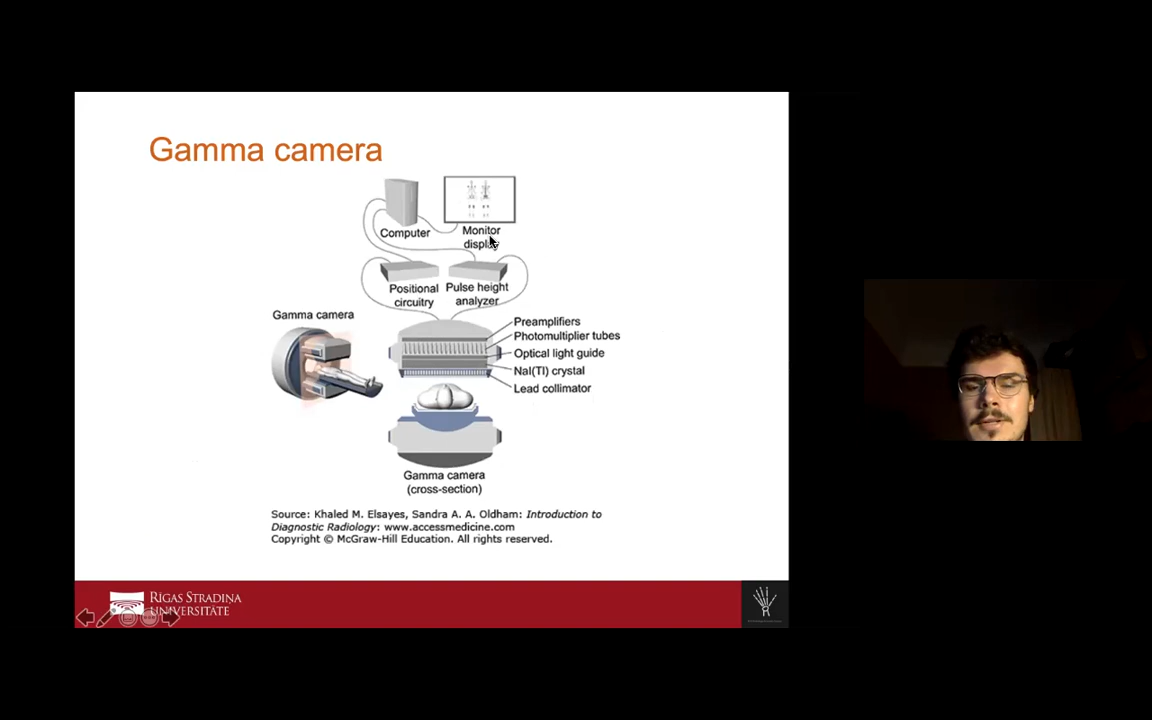 Gamma camera
Computer
Monitor
display
Positional
circuitry
Pulse height
analyzer
Gamma camera
Preamplifiers
Photomultiplier tubes
Optical light guide
NaI(TI) crystal
Lead collimator
Gamma camera
(cross-section)
Source: Khaled M. Elsayes, Sandra A. A. Oldham: Introduction to
Diagnostic Radiology: www.accessmedicine.com
Copyright © McGraw-Hill Education. All rights reserved.
RĪGAS STRADIŅA
UNIVERSITĀTE